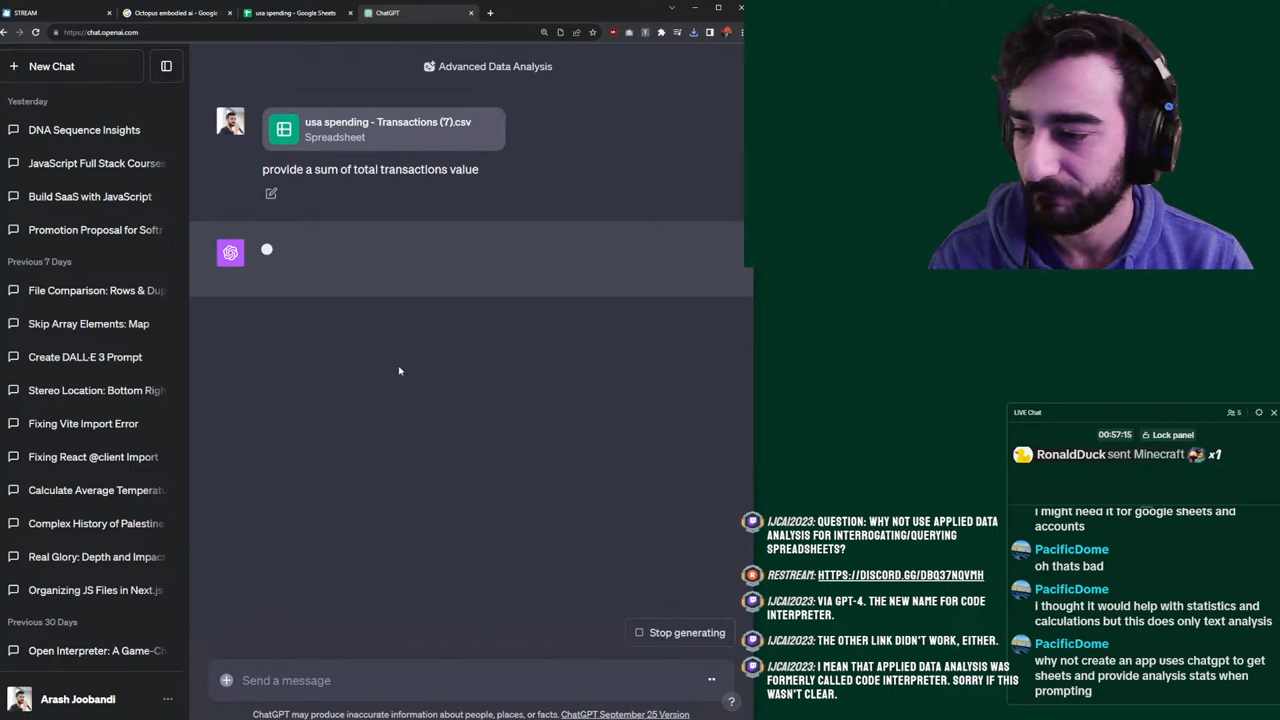 STREAM
Octopus embodied ai - Google
usa spending - Google Sheets
ChatGPT
https://chat.openai.com
New Chat
Advanced Data Analysis
Yesterday
DNA Sequence Insights
JavaScript Full Stack Courses
Build SaaS with JavaScript
Promotion Proposal for Softr
Previous 7 Days
File Comparison: Rows & Dup
Skip Array Elements: Map
Create DALL·E 3 Prompt
Stereo Location: Bottom Righ
Fixing Vite Import Error
Fixing React @client Import
Calculate Average Temperatu
Complex History of Palestine
Real Glory: Depth and Impac
Organizing JS Files in Next.js
Previous 30 Days
Open Interpreter: A Game-Ch
Arash Joobandi
usa spending - Transactions (7).csv
Spreadsheet
provide a sum of total transactions value
Stop generating
Send a message
?
ChatGPT may produce inaccurate information about people, places, or facts. ChatGPT September 25 Version
IJCAI2023: QUESTION: WHY NOT USE APPLIED DATA
ANALYSIS FOR INTERROGATING/QUERYING
SPREADSHEETS?
RESTREAM: HTTPS://DISCORD.GG/DBQ37NQVMH
IJCAI2023: VIA GPT-4. THE NEW NAME FOR CODE
INTERPRETER.
IJCAI2023: THE OTHER LINK DIDN'T WORK, EITHER.
IJCAI2023: I MEAN THAT APPLIED DATA ANALYSIS WAS
FORMERLY CALLED CODE INTERPRETER. SORRY IF THIS
WASN'T CLEAR.
LIVE Chat
5
00:57:15
Lock panel
RonaldDuck sent Minecraft x1
i might need it for google sheets and
accounts
PacificDome
oh thats bad
PacificDome
I thought it would help with statistics and
calculations but this does only text analysis
PacificDome
why not create an app uses chatgpt to get
sheets and provide analysis stats when
prompting